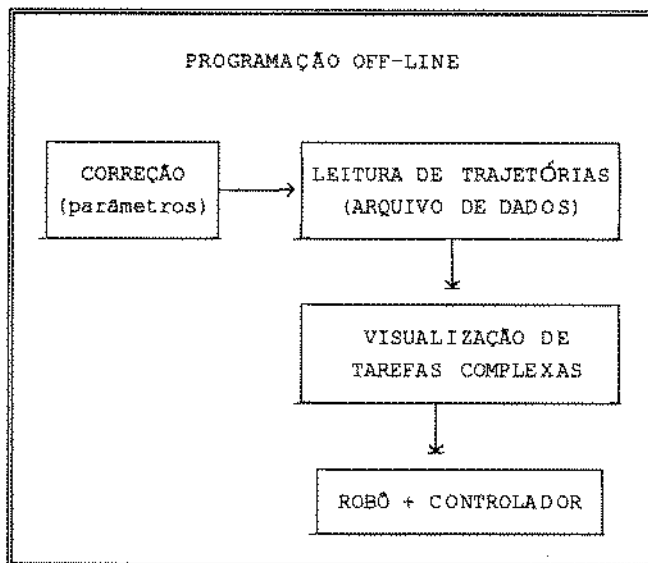 PROGRAMAÇÃO OFF-LINE
CORREÇÃO
(parâmetros)
LEITURA DE TRAJETÓRIAS
(ARQUIVO DE DADOS)
VISUALIZAÇÃO DE
TAREFAS COMPLEXAS
ROBÔ + CONTROLADOR